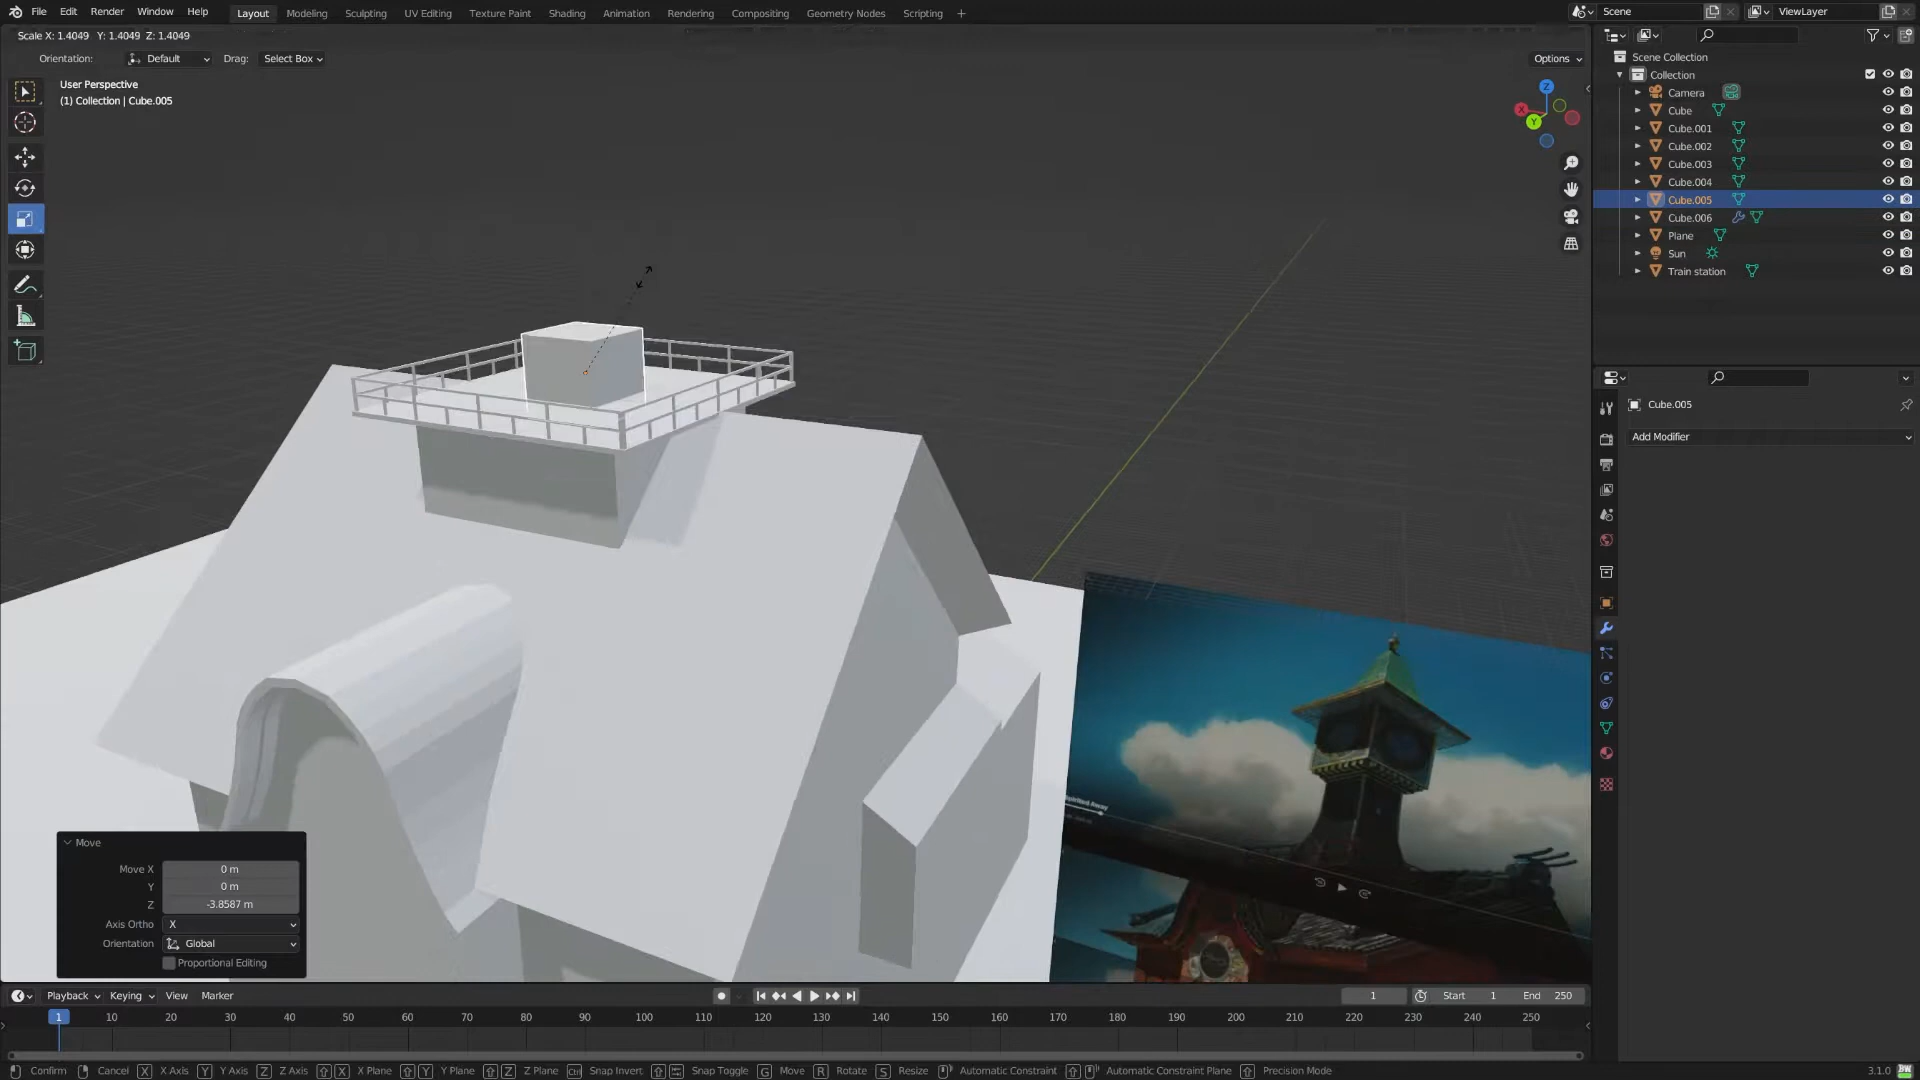 File Edit Render Window Help Layout Modeling Sculpting UV Editing Texture Paint Shading Animation Rendering Compositing Geometry Nodes Scripting + Scene ViewLayer
Scale X: 1.4049 Y: 1.4049 Z: 1.4049
Orientation: Default Drag: Select Box Options
User Perspective
(1) Collection | Cube.005
Z
X
Y
Scene Collection
Collection
Camera
Cube
Cube.001
Cube.002
Cube.003
Cube.004
Cube.005
Cube.006
Plane
Sun
Train station
Cube.005
Add Modifier
Spirited Away
Move
Move X 0 m
Y 0 m
Z -3.8587 m
Axis Ortho X
Orientation Global
Proportional Editing
Playback Keying View Marker 1 Start 1 End 250
1 10 20 30 40 50 60 70 80 90 100 110 120 130 140 150 160 170 180 190 200 210 220 230 240 250
Confirm Cancel X X Axis Y Y Axis Z Z Axis X X Plane Y Y Plane Z Z Plane Ctrl Snap Invert Snap Toggle G Move R Rotate S Resize Automatic Constraint Automatic Constraint Plane Precision Mode 3.1.0